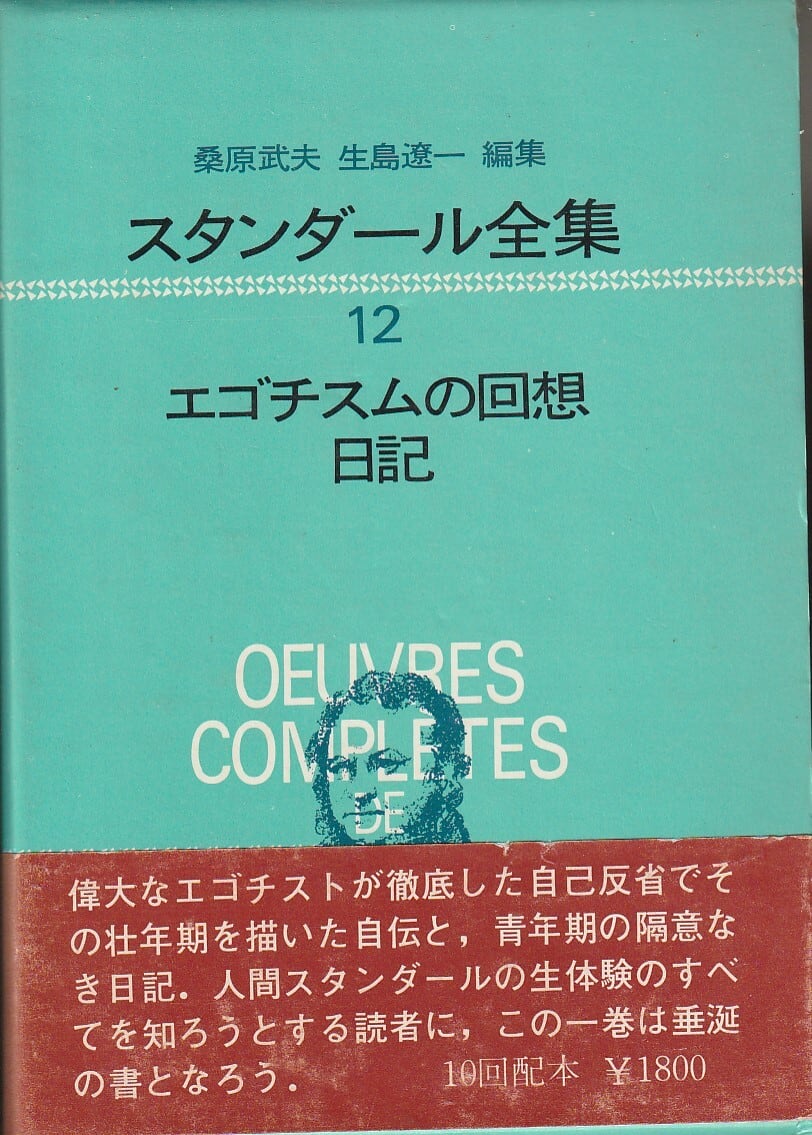 桑原武夫 生島遼一 編集
スタンダール全集
12
エゴチスムの回想
日記
OEUVRES
COMPLETES
DE
偉大なエゴチストが徹底した自己反省でそ
の壮年期を描いた自伝と，青年期の隔意な
き日記．人間スタンダールの生体験のすべ
てを知ろうとする読者に，この一巻は垂涎
の書となろう．
10回配本 ￥1800